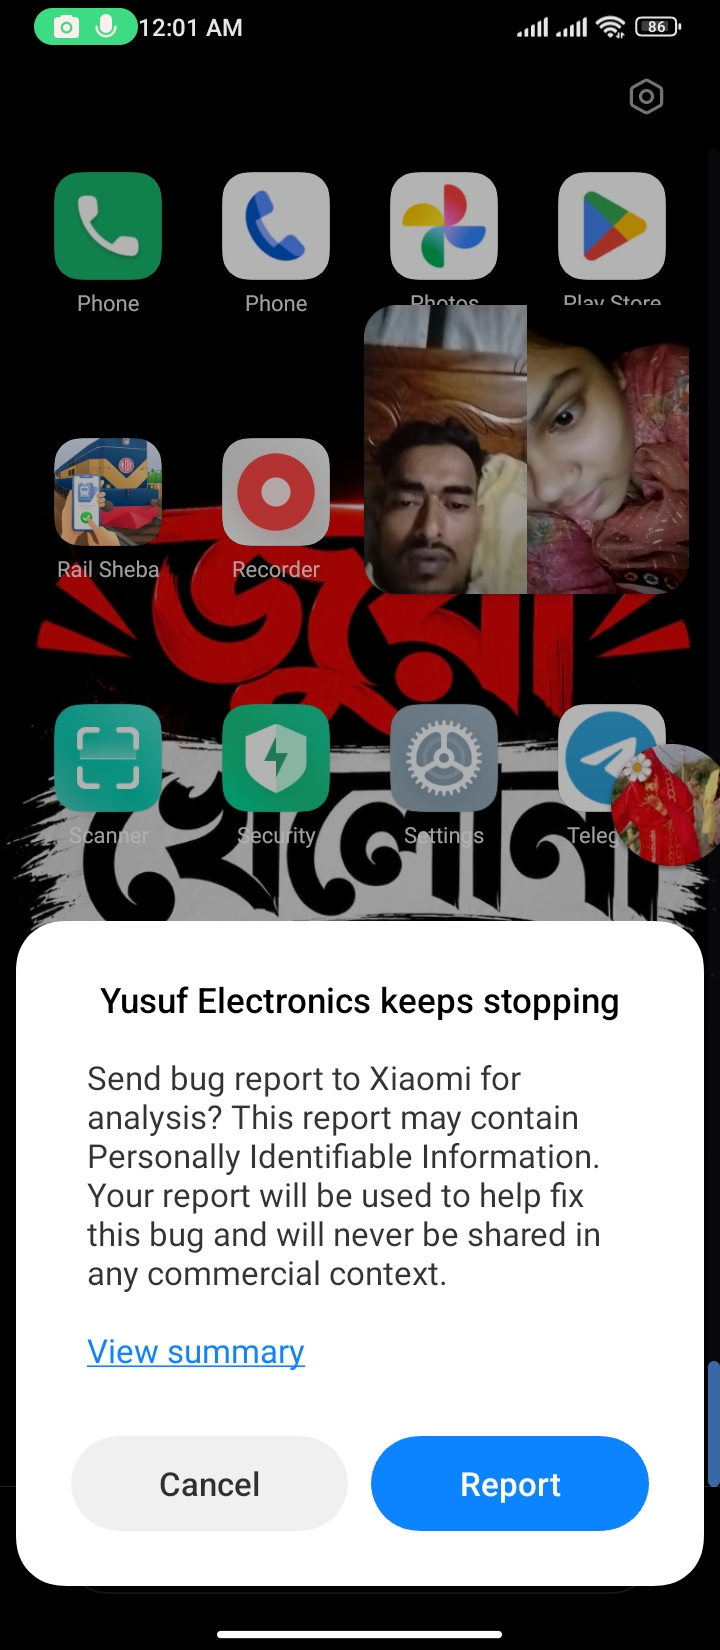 12:01 AM
86
Phone
Phone
Photos
Play Store
Rail Sheba
Recorder
জুয়া
Scanner
Security
Settings
Teleg
খেলোনা
Yusuf Electronics keeps stopping
Send bug report to Xiaomi for
analysis? This report may contain
Personally Identifiable Information.
Your report will be used to help fix
this bug and will never be shared in
any commercial context.
View summary
Cancel
Report